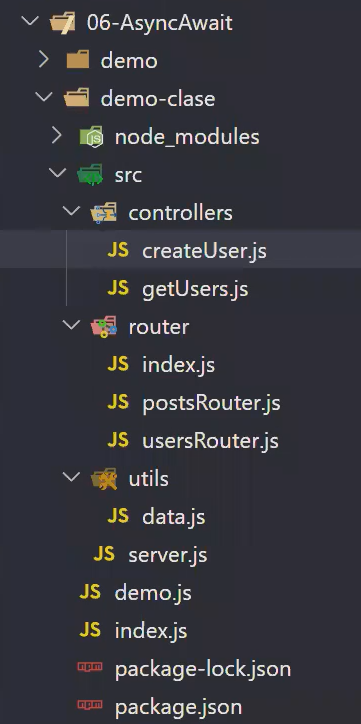 06-AsyncAwait
demo
demo-clase
node_modules
src
controllers
JS createUser.js
JS getUsers.js
router
JS index.js
JS postsRouter.js
JS usersRouter.js
utils
JS data.js
JS server.js
JS demo.js
JS index.js
npm package-lock.json
npm package.json